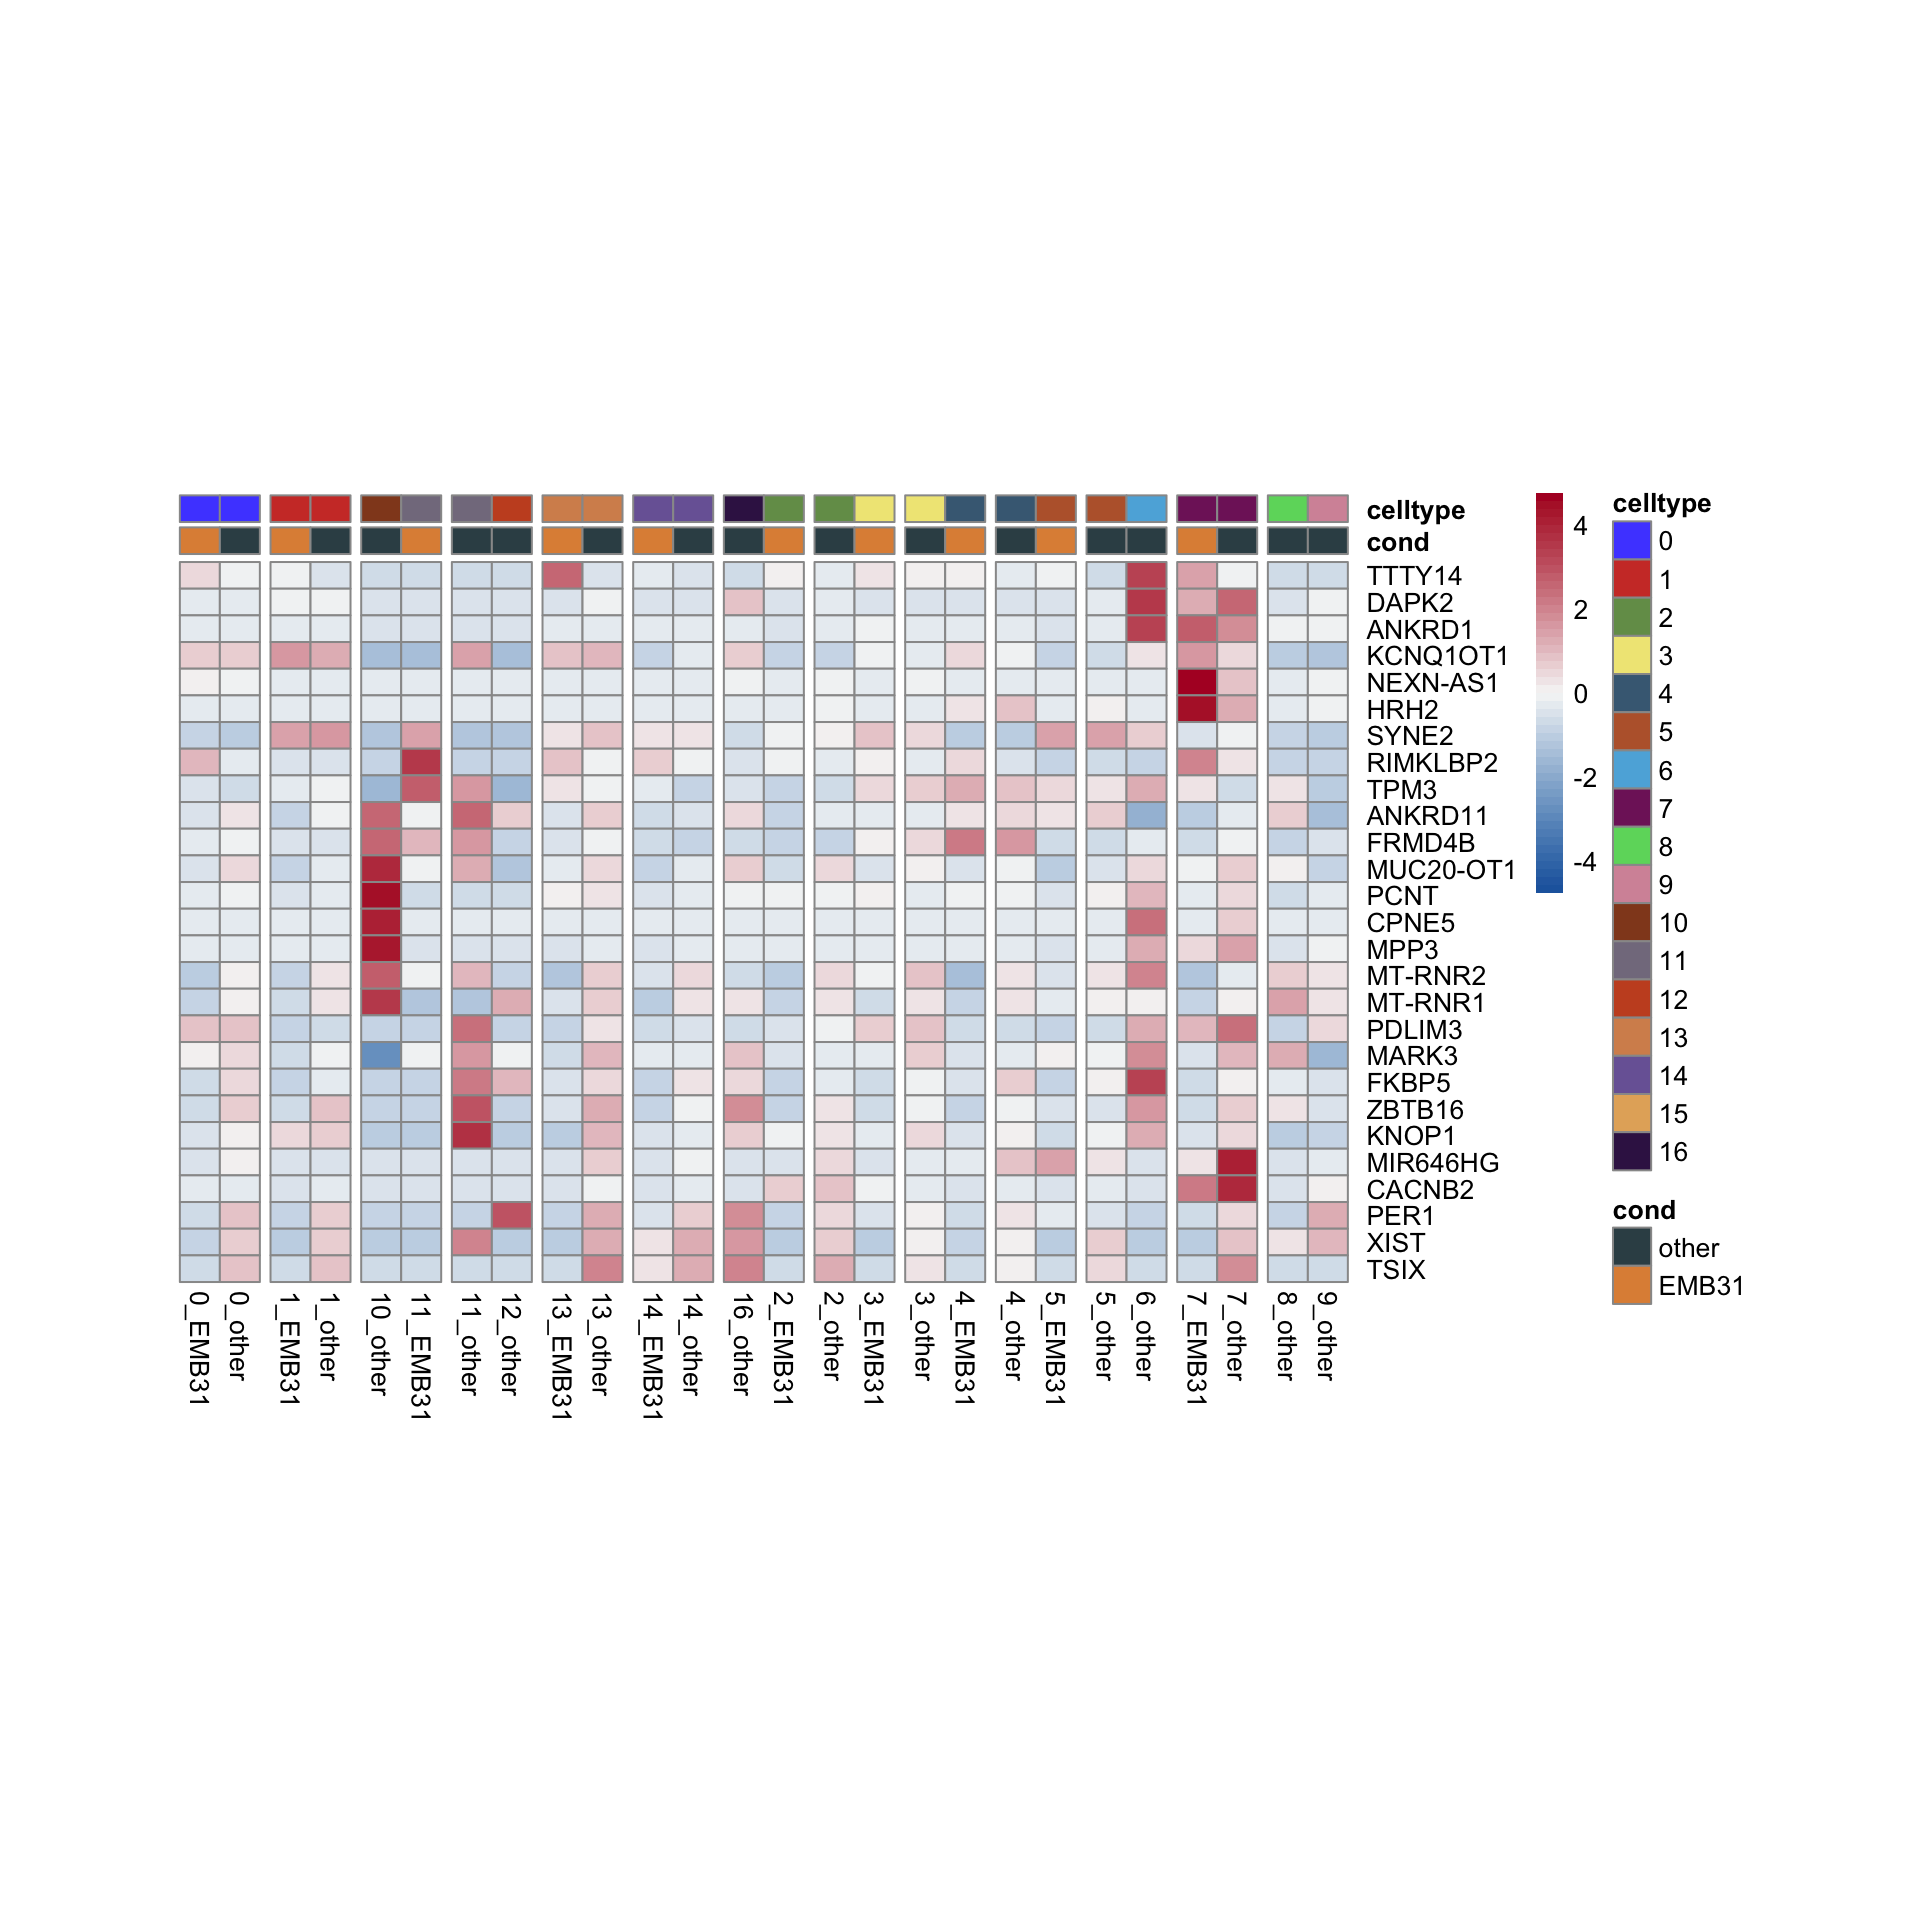 celltype
cond
TTTY14
DAPK2
ANKRD1
KCNQ1OT1
NEXN-AS1
HRH2
SYNE2
RIMKLBP2
TPM3
ANKRD11
FRMD4B
MUC20-OT1
PCNT
CPNE5
MPP3
MT-RNR2
MT-RNR1
PDLIM3
MARK3
FKBP5
ZBTB16
KNOP1
MIR646HG
CACNB2
PER1
XIST
TSIX
0_EMB31
0_other
1_EMB31
1_other
10_other
11_EMB31
11_other
12_other
13_EMB31
13_other
14_EMB31
14_other
16_other
2_EMB31
2_other
3_EMB31
3_other
4_EMB31
4_other
5_EMB31
5_other
6_other
7_EMB31
7_other
8_other
9_other
4
2
0
-2
-4
celltype
0
1
2
3
4
5
6
7
8
9
10
11
12
13
14
15
16
cond
other
EMB31